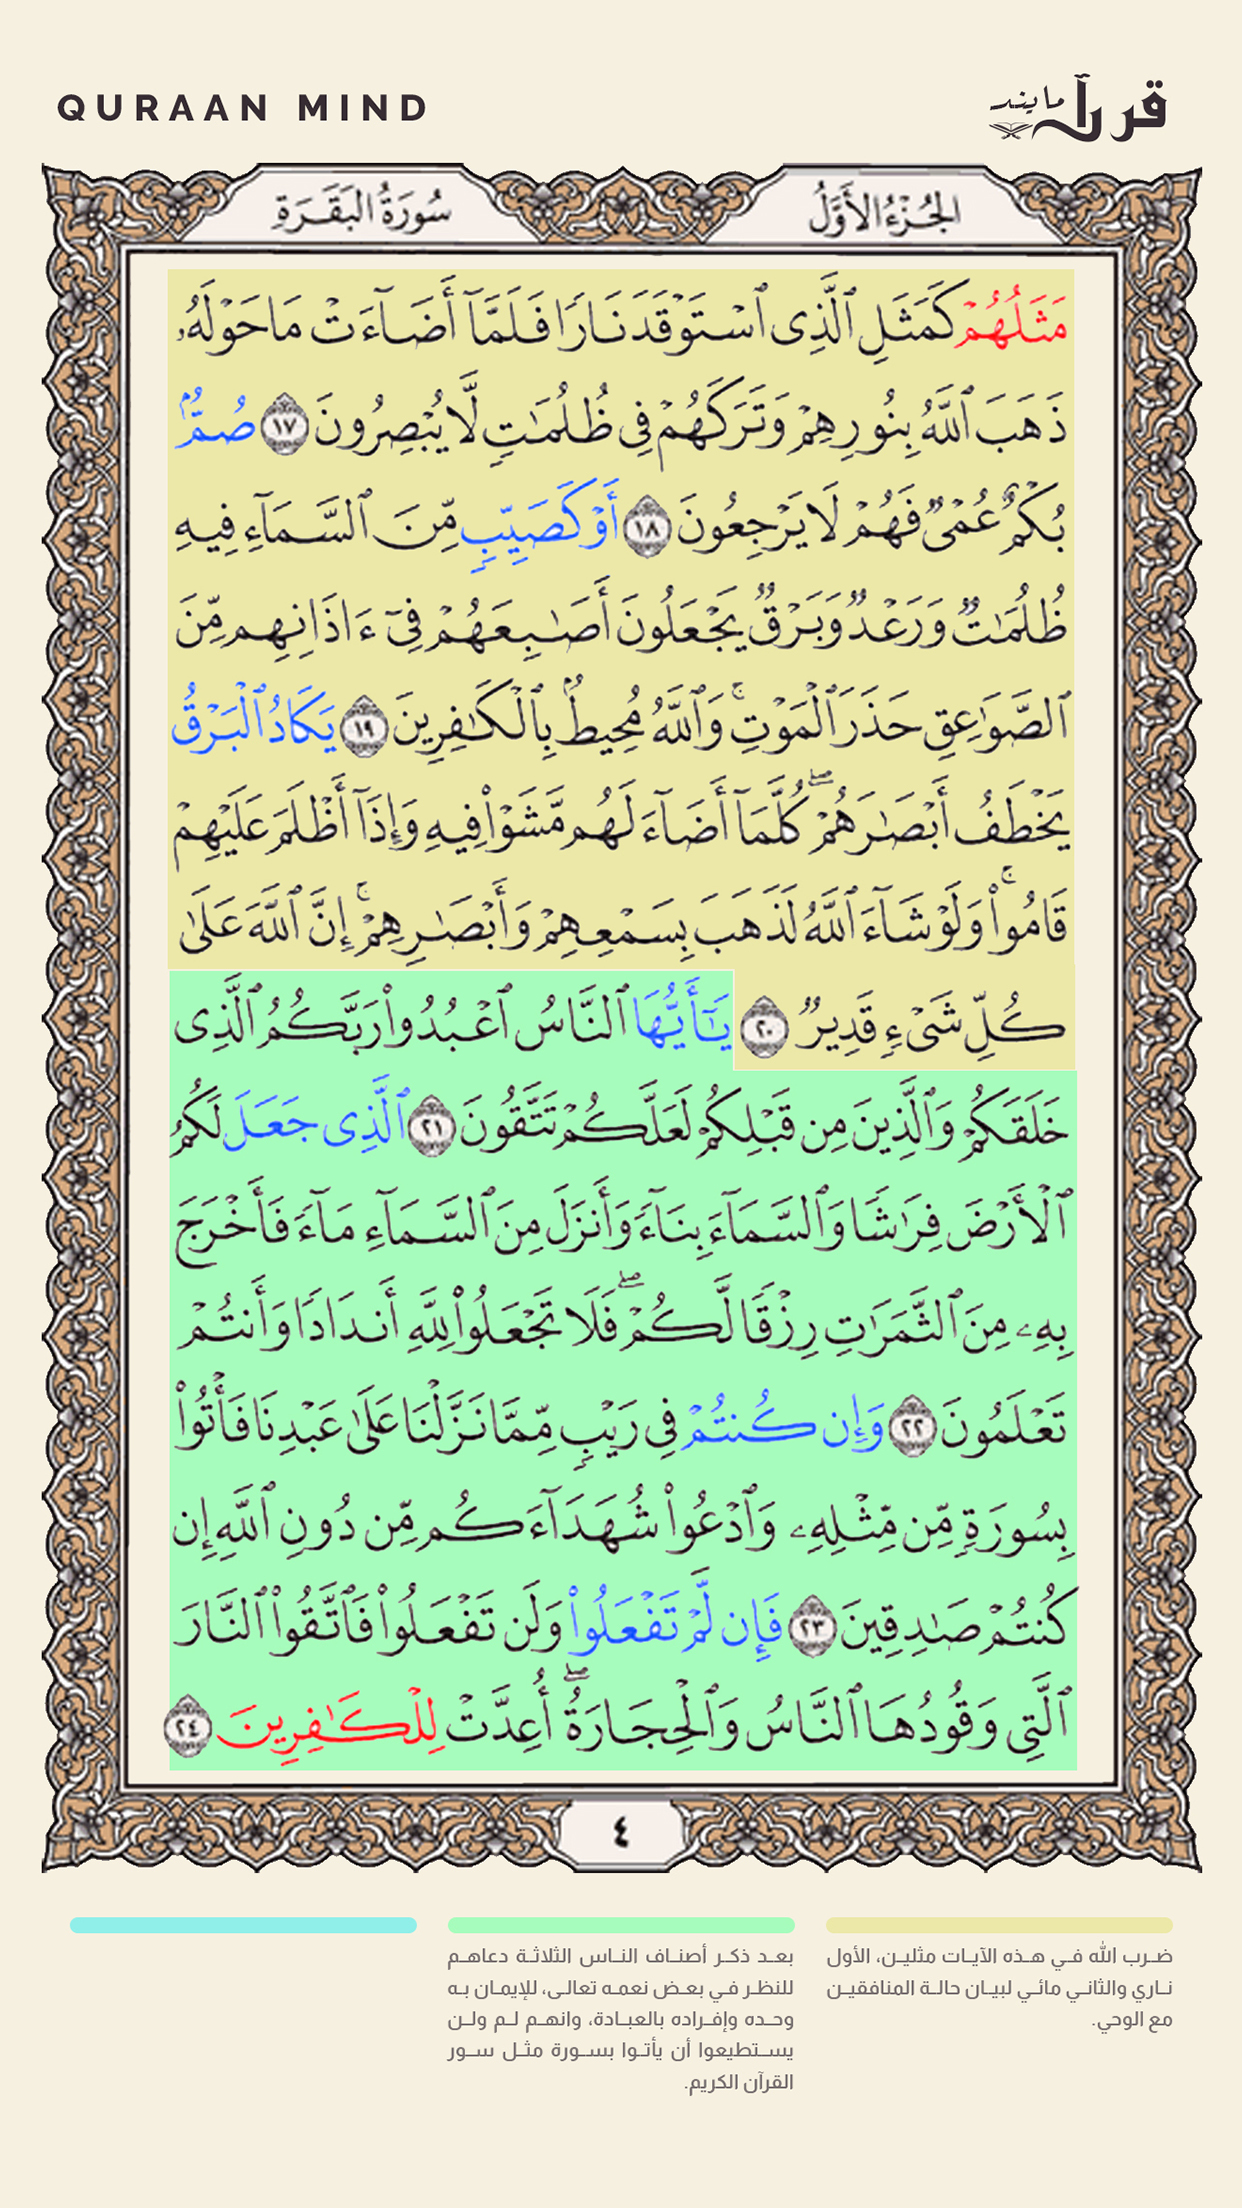 QURAAN MIND
قرآن مايند
الجُزْءُ الأَوَّلُ
سُورَةُ البَقَرَةِ
مَثَلُهُمْ كَمَثَلِ ٱلَّذِى ٱسْتَوْقَدَ نَارًا فَلَمَّآ أَضَآءَتْ مَا حَوْلَهُۥ
ذَهَبَ ٱللَّهُ بِنُورِهِمْ وَتَرَكَهُمْ فِى ظُلُمَٰتٍ لَّا يُبْصِرُونَ ١٧ صُمٌّۢ
بُكْمٌ عُمْىٌ فَهُمْ لَا يَرْجِعُونَ ١٨ أَوْ كَصَيِّبٍ مِّنَ ٱلسَّمَآءِ فِيهِ
ظُلُمَٰتٌ وَرَعْدٌ وَبَرْقٌ يَجْعَلُونَ أَصَٰبِعَهُمْ فِىٓ ءَاذَانِهِم مِّنَ
ٱلصَّوَٰعِقِ حَذَرَ ٱلْمَوْتِ ۚ وَٱللَّهُ مُحِيطٌۢ بِٱلْكَٰفِرِينَ ١٩ يَكَادُ ٱلْبَرْقُ
يَخْطَفُ أَبْصَٰرَهُمْ ۖ كُلَّمَآ أَضَآءَ لَهُم مَّشَوْا۟ فِيهِ وَإِذَآ أَظْلَمَ عَلَيْهِمْ
قَامُوا۟ ۚ وَلَوْ شَآءَ ٱللَّهُ لَذَهَبَ بِسَمْعِهِمْ وَأَبْصَٰرِهِمْ ۚ إِنَّ ٱللَّهَ عَلَىٰ
كُلِّ شَىْءٍ قَدِيرٌ ٢٠ يَٰٓأَيُّهَا ٱلنَّاسُ ٱعْبُدُوا۟ رَبَّكُمُ ٱلَّذِى
خَلَقَكُمْ وَٱلَّذِينَ مِن قَبْلِكُمْ لَعَلَّكُمْ تَتَّقُونَ ٢١ ٱلَّذِى جَعَلَ لَكُمُ
ٱلْأَرْضَ فِرَٰشًا وَٱلسَّمَآءَ بِنَآءً وَأَنزَلَ مِنَ ٱلسَّمَآءِ مَآءً فَأَخْرَجَ
بِهِۦ مِنَ ٱلثَّمَرَٰتِ رِزْقًا لَّكُمْ ۖ فَلَا تَجْعَلُوا۟ لِلَّهِ أَندَادًا وَأَنتُمْ
تَعْلَمُونَ ٢٢ وَإِن كُنتُمْ فِى رَيْبٍ مِّمَّا نَزَّلْنَا عَلَىٰ عَبْدِنَا فَأْتُوا۟
بِسُورَةٍ مِّن مِّثْلِهِۦ وَٱدْعُوا۟ شُهَدَآءَكُم مِّن دُونِ ٱللَّهِ إِن
كُنتُمْ صَٰدِقِينَ ٢٣ فَإِن لَّمْ تَفْعَلُوا۟ وَلَن تَفْعَلُوا۟ فَٱتَّقُوا۟ ٱلنَّارَ
ٱلَّتِى وَقُودُهَا ٱلنَّاسُ وَٱلْحِجَارَةُ ۖ أُعِدَّتْ لِلْكَٰفِرِينَ ٢٤
٤
ضرب الله في هذه الآيات مثلين، الأول
ناري والثاني مائي لبيان حالة المنافقين
مع الوحي.
بعد ذكر أصناف الناس الثلاثة دعاهم
للنظر في بعض نعمه تعالى، للإيمان به
وحده وإفراده بالعبادة، وانهم لم ولن
يستطيعوا أن يأتوا بسورة مثل سور
القرآن الكريم.